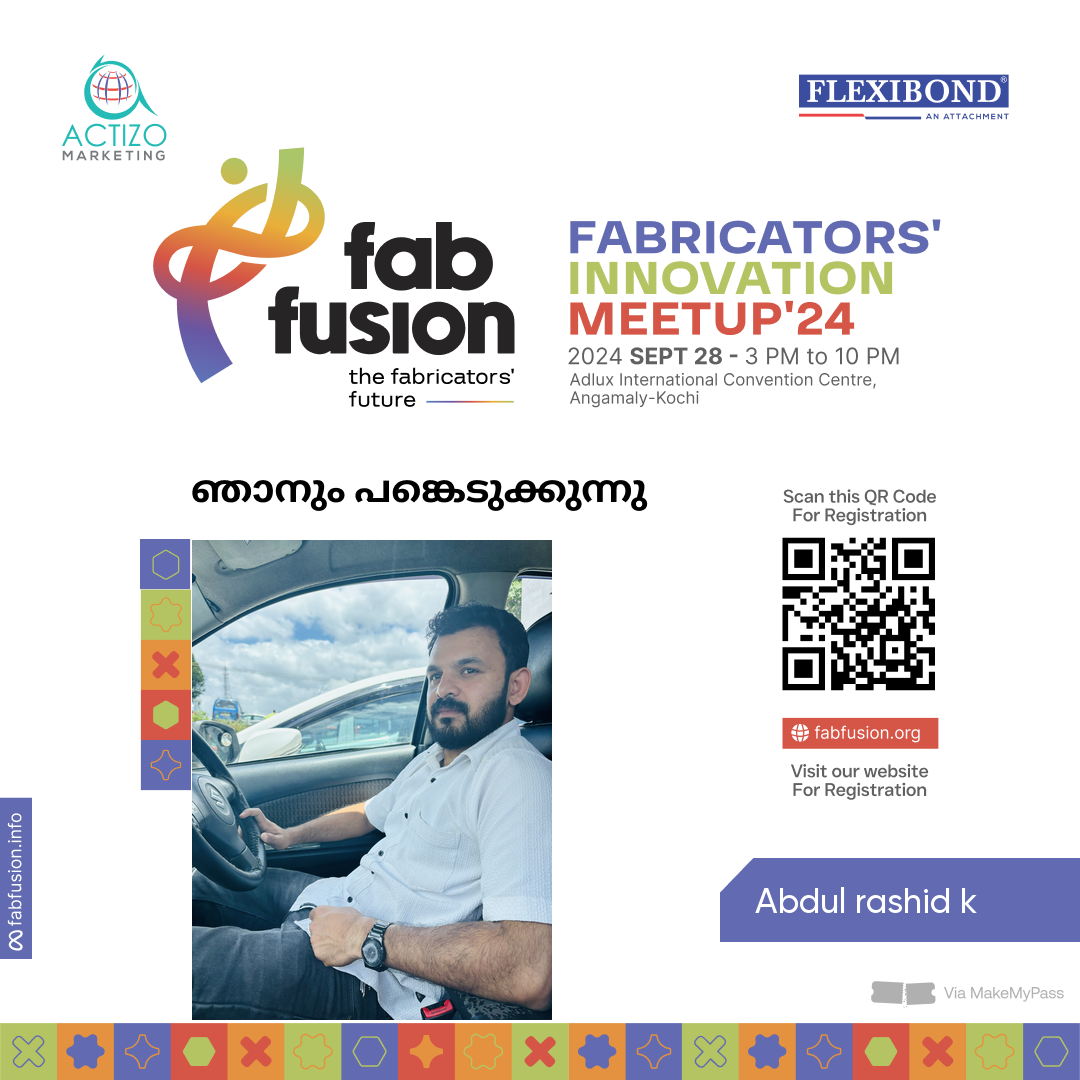 ACTIZO
MARKETING
FLEXIBOND®
AN ATTACHMENT
fab
fusion
the fabricators'
future
FABRICATORS'
INNOVATION
MEETUP'24
2024 SEPT 28 - 3 PM to 10 PM
Adlux International Convention Centre,
Angamaly-Kochi
ഞാനും പങ്കെടുക്കുന്നു
Scan this QR Code
For Registration
fabfusion.org
Visit our website
For Registration
fabfusion.info
Abdul rashid k
Via MakeMyPass